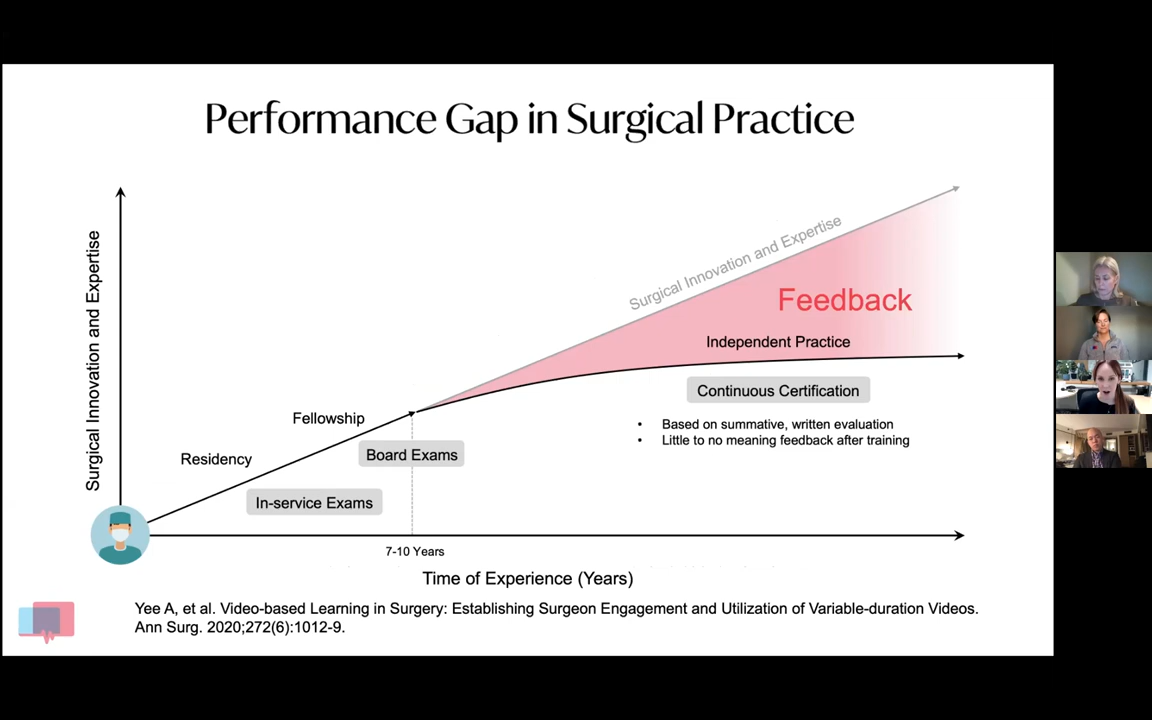 Performance Gap in Surgical Practice
Surgical Innovation and Expertise
Surgical Innovation and Expertise
Feedback
Independent Practice
Continuous Certification
• Based on summative, written evaluation
• Little to no meaning feedback after training
Fellowship
Board Exams
Residency
In-service Exams
7-10 Years
Time of Experience (Years)
Yee A, et al. Video-based Learning in Surgery: Establishing Surgeon Engagement and Utilization of Variable-duration Videos.
Ann Surg. 2020;272(6):1012-9.